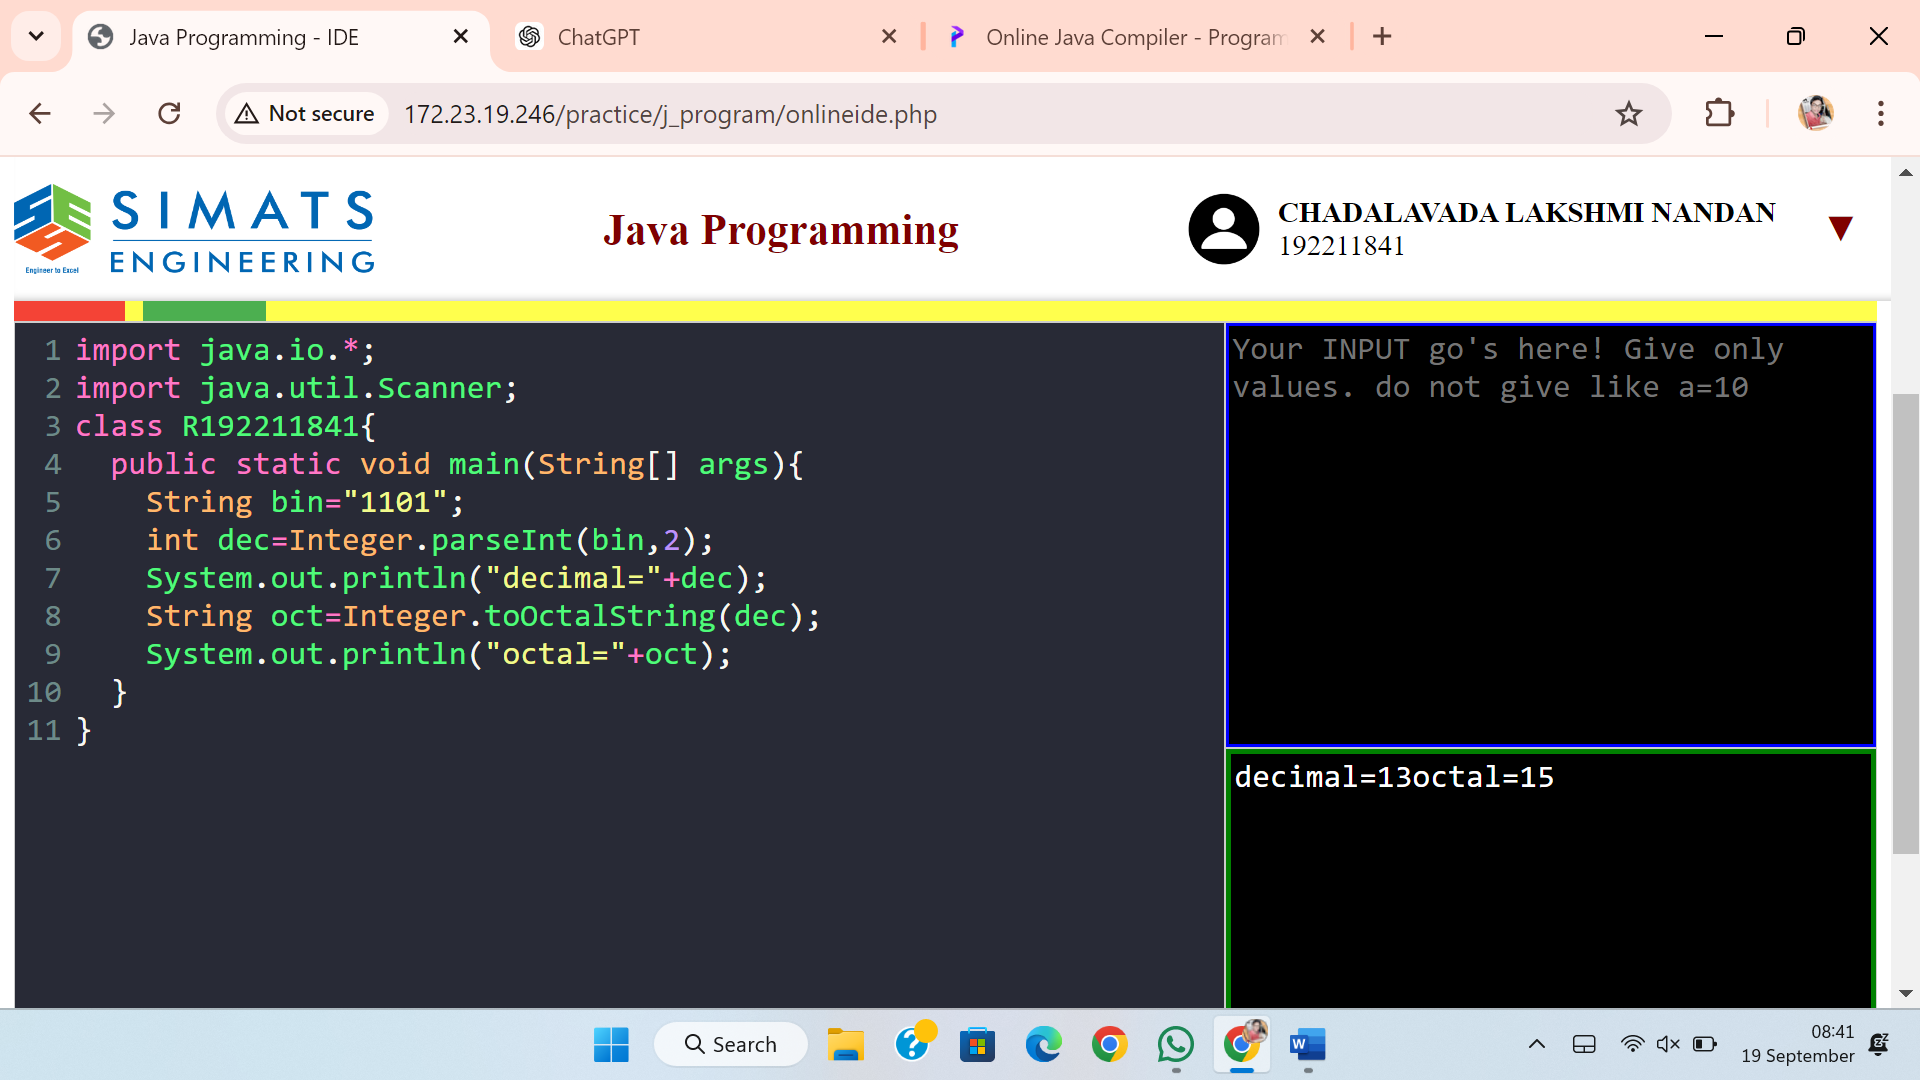 Java Programming - IDE
ChatGPT
Online Java Compiler - Program
Not secure
172.23.19.246/practice/j_program/onlineide.php
SIMATS
ENGINEERING
Engineer to Excel
Java Programming
CHADALAVADA LAKSHMI NANDAN
192211841
1 import java.io.*;
2 import java.util.Scanner;
3 class R192211841{
4   public static void main(String[] args){
5     String bin="1101";
6     int dec=Integer.parseInt(bin,2);
7     System.out.println("decimal="+dec);
8     String oct=Integer.toOctalString(dec);
9     System.out.println("octal="+oct);
10   }
11 }
Your INPUT go's here! Give only
values. do not give like a=10
decimal=13octal=15
Search
08:41
19 September